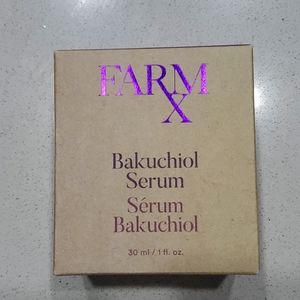 FARM
X
Bakuchiol
Serum
Sérum
Bakuchiol
30 ml / 1 fl. oz.